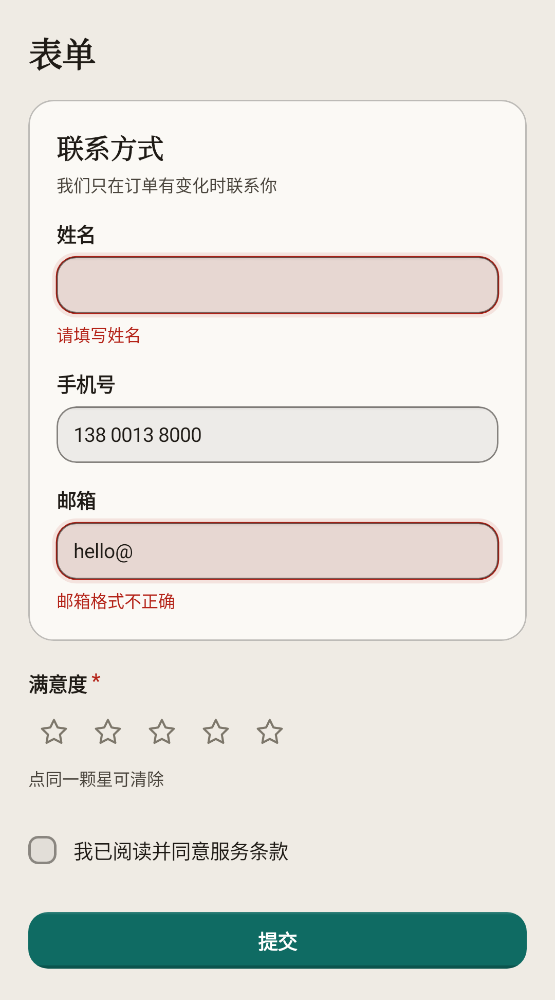 表单
联系方式
我们只在订单有变化时联系你
姓名
请填写姓名
手机号
138 0013 8000
邮箱
hello@
邮箱格式不正确
满意度 *
点同一颗星可清除
我已阅读并同意服务条款
提交